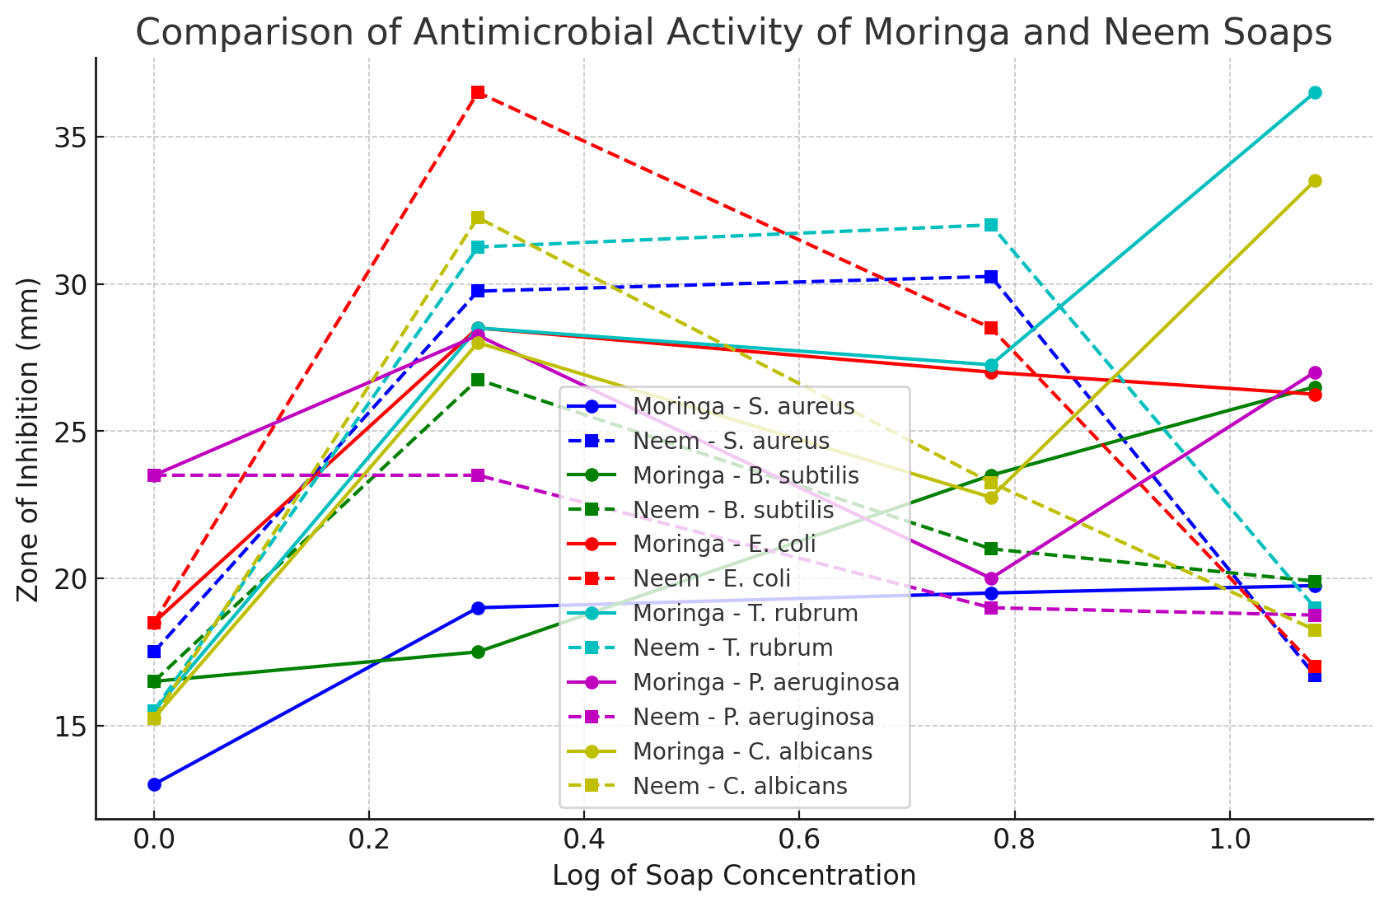 Comparison of Antimicrobial Activity of Moringa and Neem Soaps
Zone of Inhibition (mm)
35
30
25
20
15
Moringa - S. aureus
Neem - S. aureus
Moringa - B. subtilis
Neem - B. subtilis
Moringa - E. coli
Neem - E. coli
Moringa - T. rubrum
Neem - T. rubrum
Moringa - P. aeruginosa
Neem - P. aeruginosa
Moringa - C. albicans
Neem - C. albicans
0.0 0.2 0.4 0.6 0.8 1.0
Log of Soap Concentration